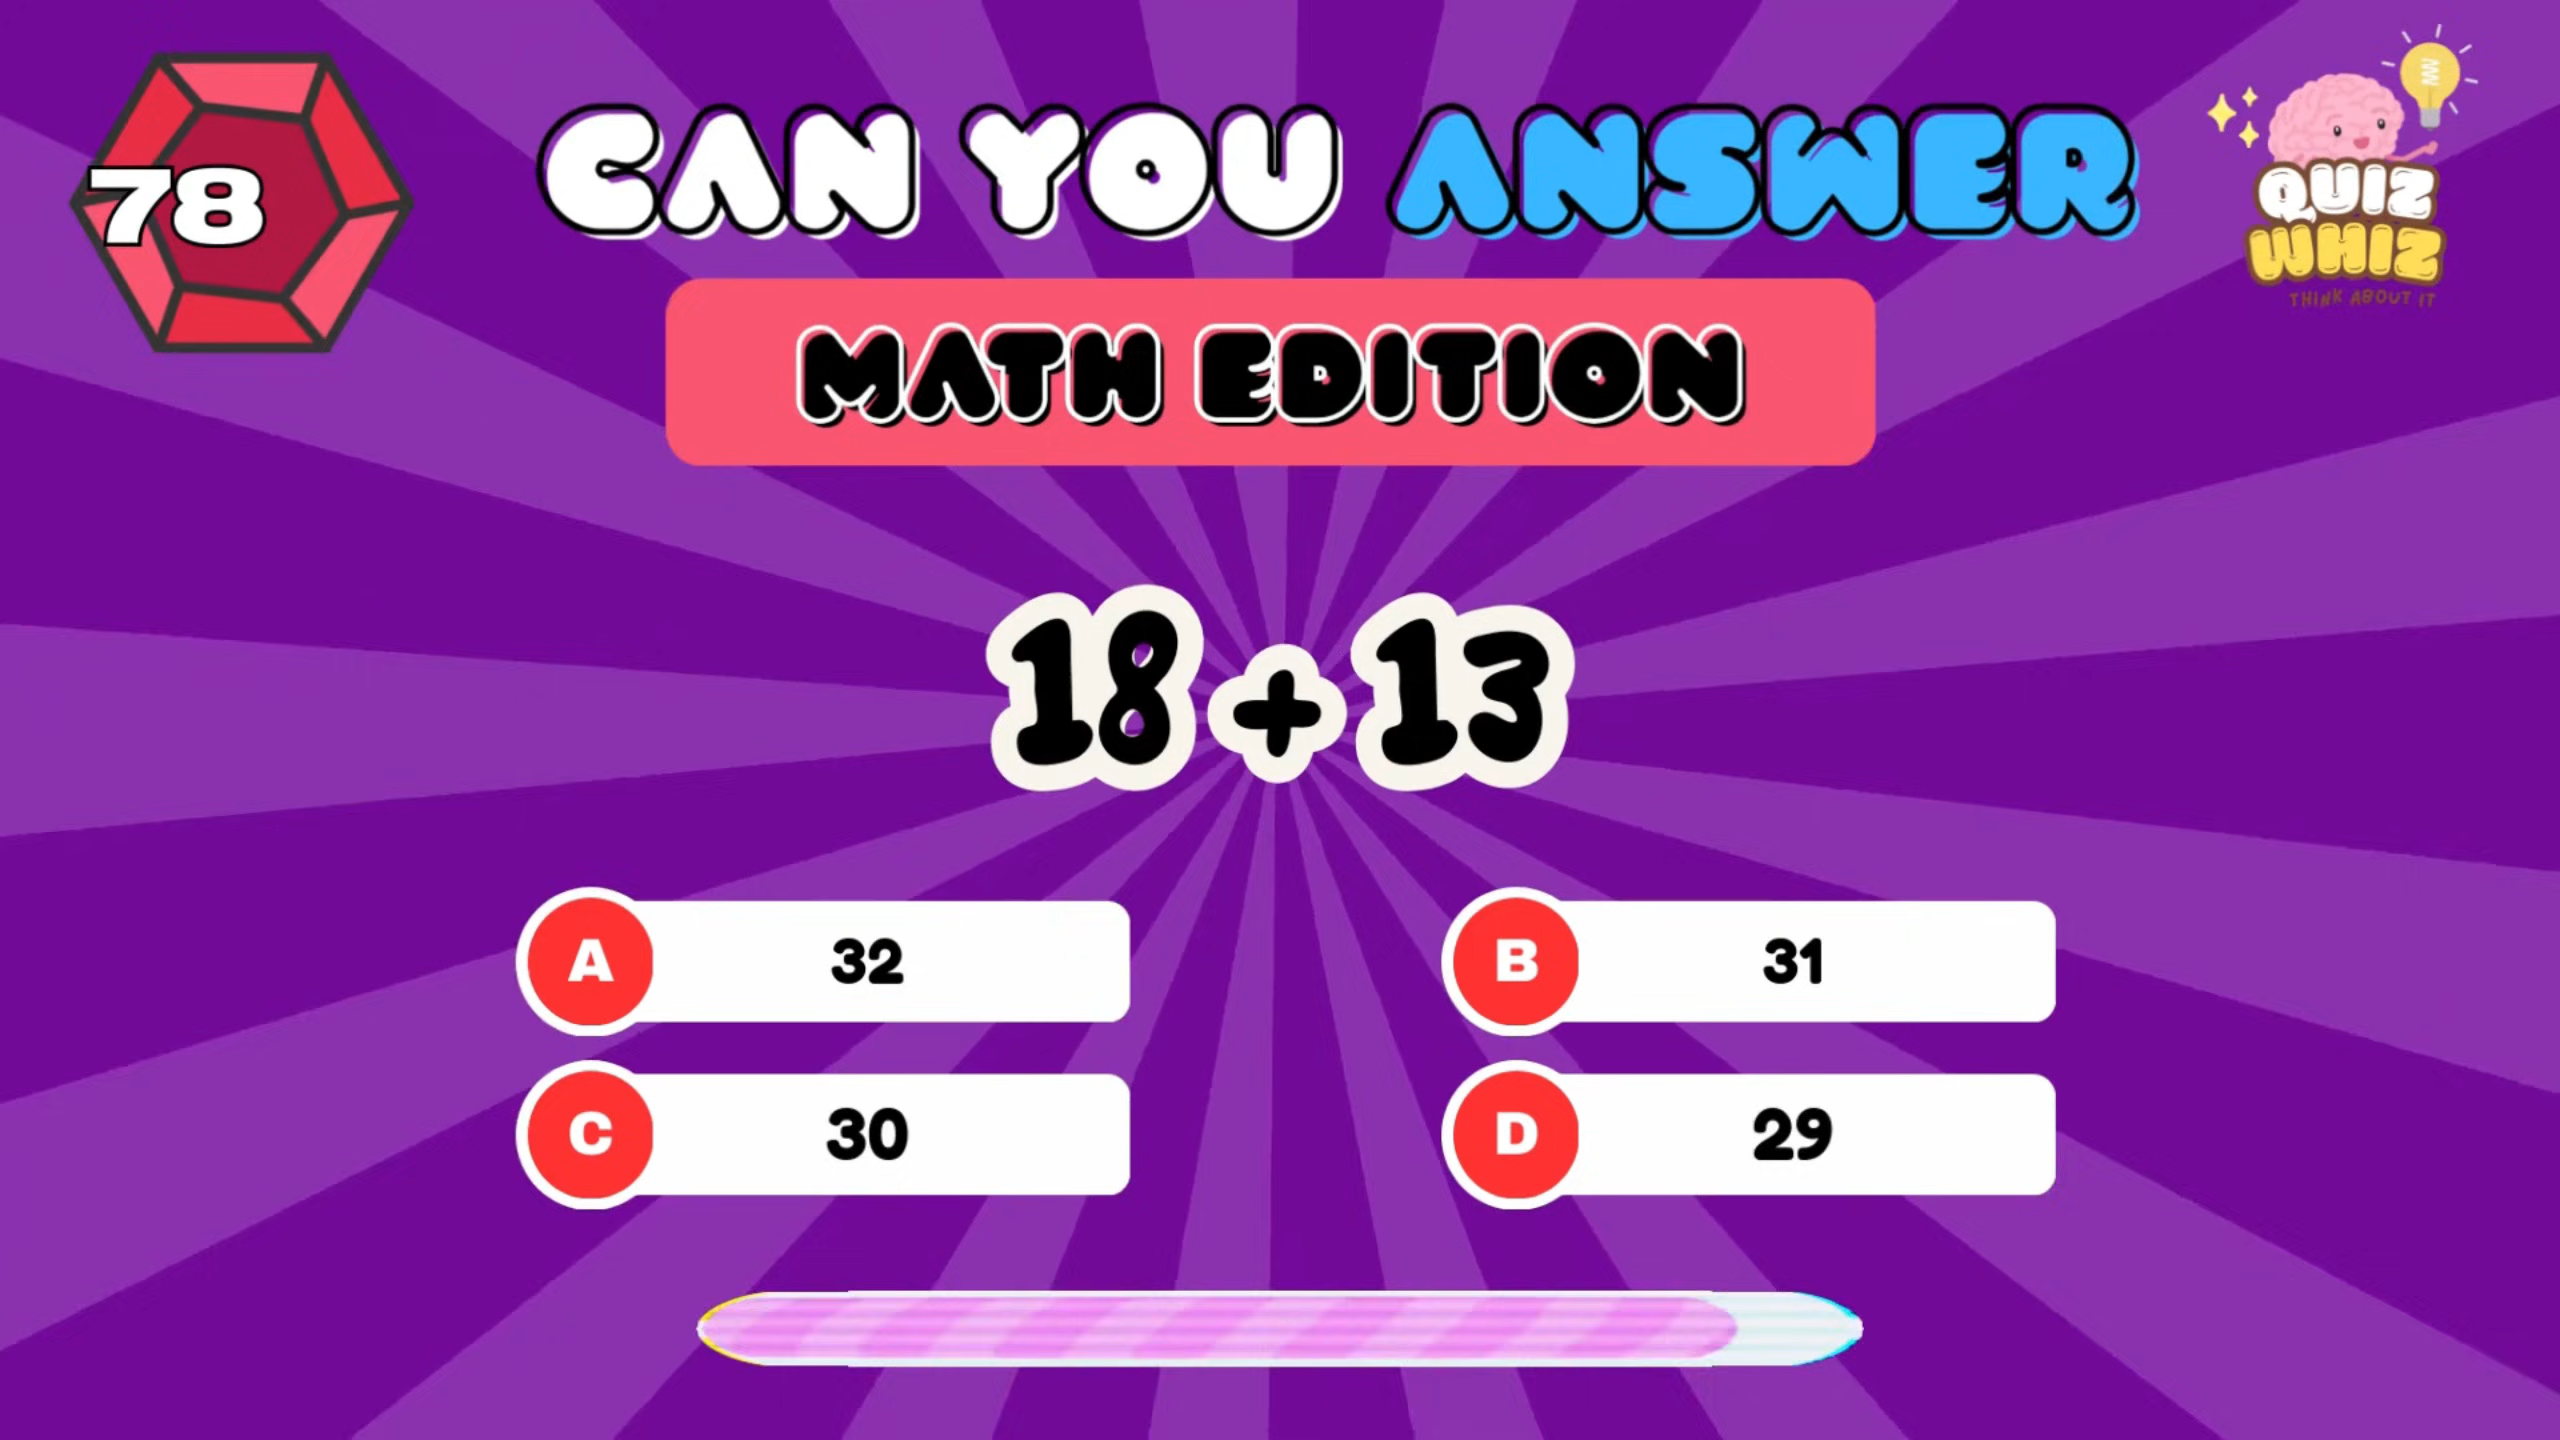 78
CAN YOU ANSWER
QUIZ
WHIZ
THINK ABOUT IT
MATH EDITION
18 + 13
A 32
B 31
C 30
D 29